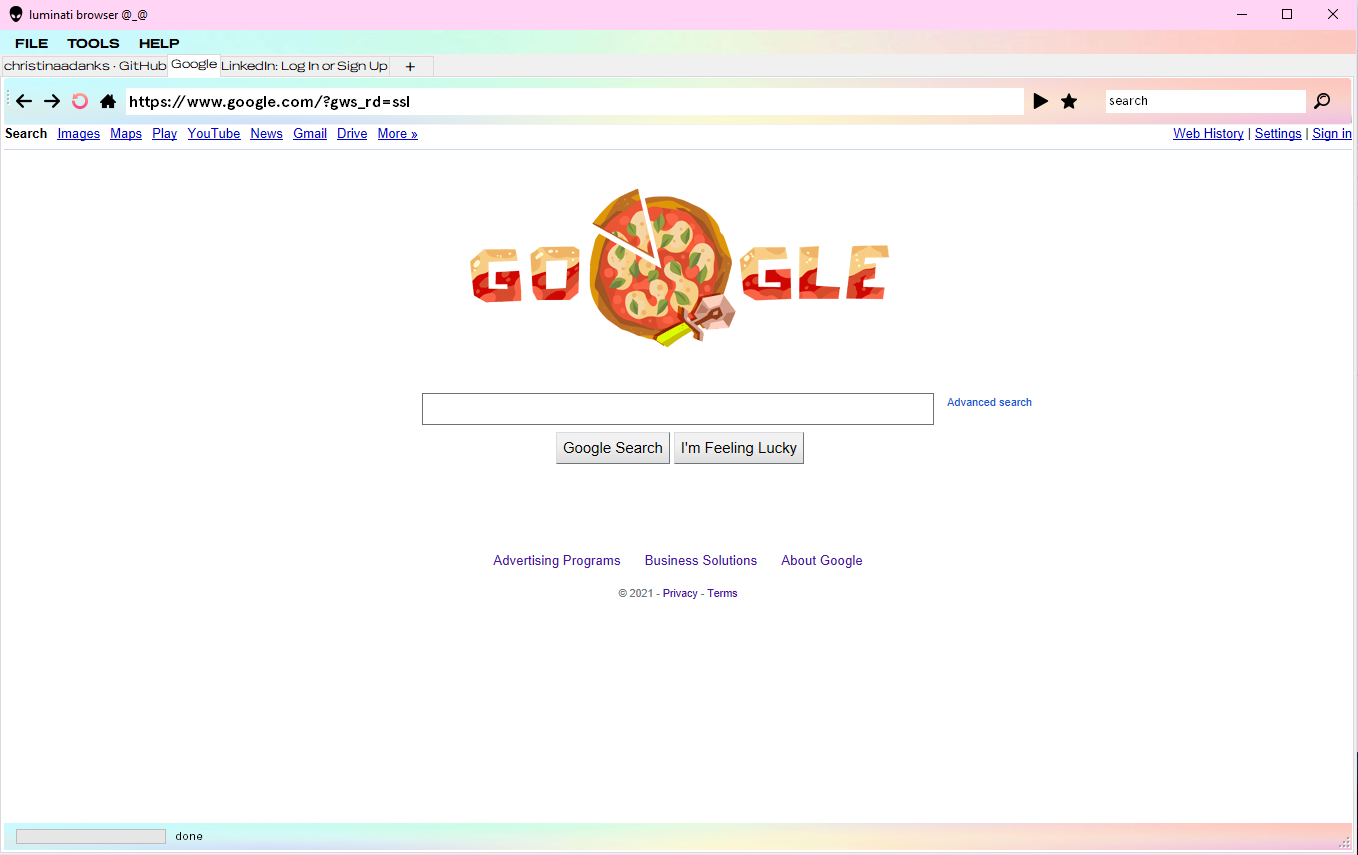 luminati browser @_@
FILE TOOLS HELP
christinaadanks · GitHub Google LinkedIn: Log In or Sign Up +
https://www.google.com/?gws_rd=ssl search
Search Images Maps Play YouTube News Gmail Drive More » Web History | Settings | Sign in
GO GLE
Advanced search
Google Search I'm Feeling Lucky
Advertising Programs Business Solutions About Google
© 2021 - Privacy - Terms
done